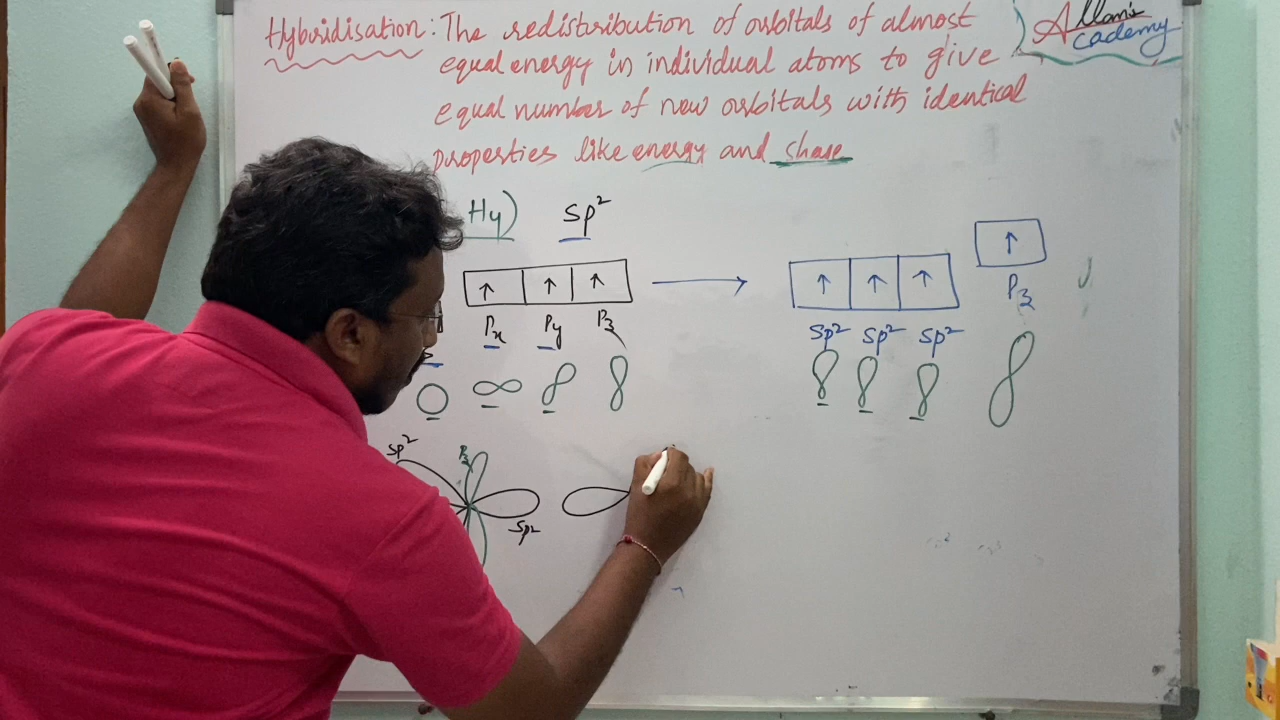 Hybridisation : The redistribution of orbitals of almost
equal energy in individual atoms to give
equal number of new orbitals with identical
properties like energy and shape
Allan's
Academy
Hy) sp²
↑ ↑ ↑ → ↑ ↑ ↑ ↑
Px Py Pz sp² sp² sp² Pz
sp² Pz
sp²